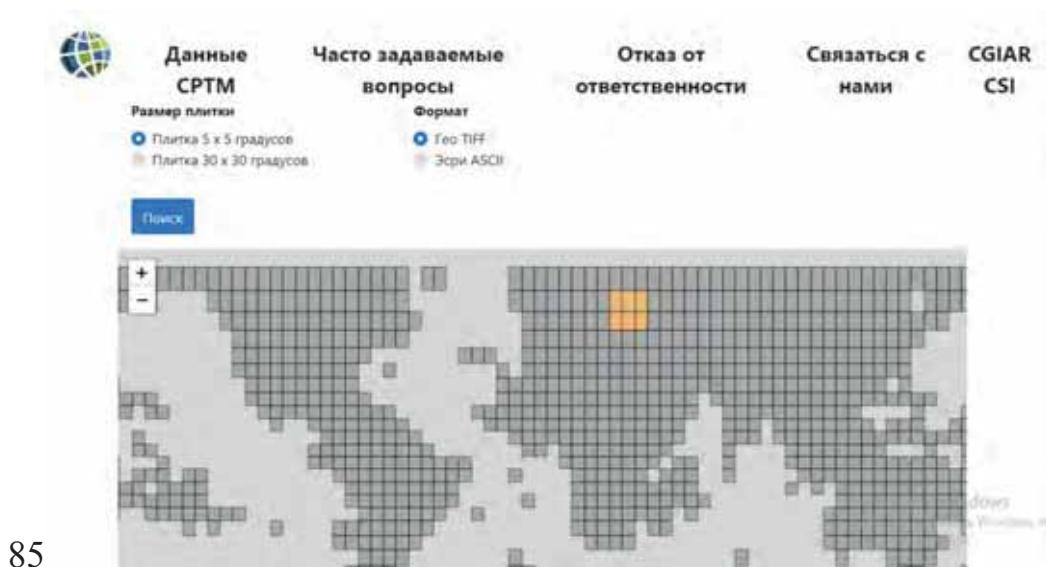 Данные СРТМ
Часто задаваемые вопросы
Отказ от ответственности
Связаться с нами
CGIAR CSI
Размер плитки
Плитка 5 x 5 градусов
Плитка 30 x 30 градусов
Формат
Гео TIFF
Эсри ASCII
Поиск
+
−
85